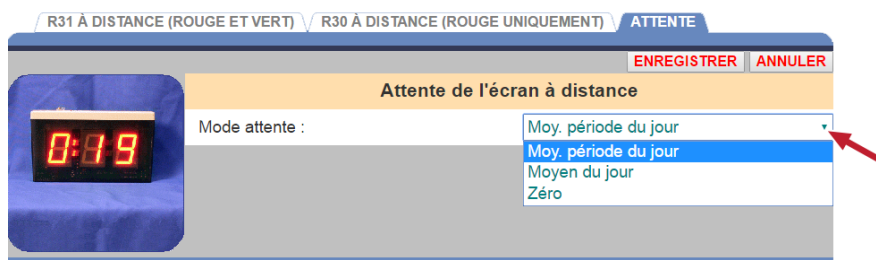 R31 À DISTANCE (ROUGE ET VERT) R30 À DISTANCE (ROUGE UNIQUEMENT) ATTENTE
ENREGISTRER ANNULER
Attente de l'écran à distance
Mode attente : Moy. période du jour
Moy. période du jour
Moyen du jour
Zéro
0:19